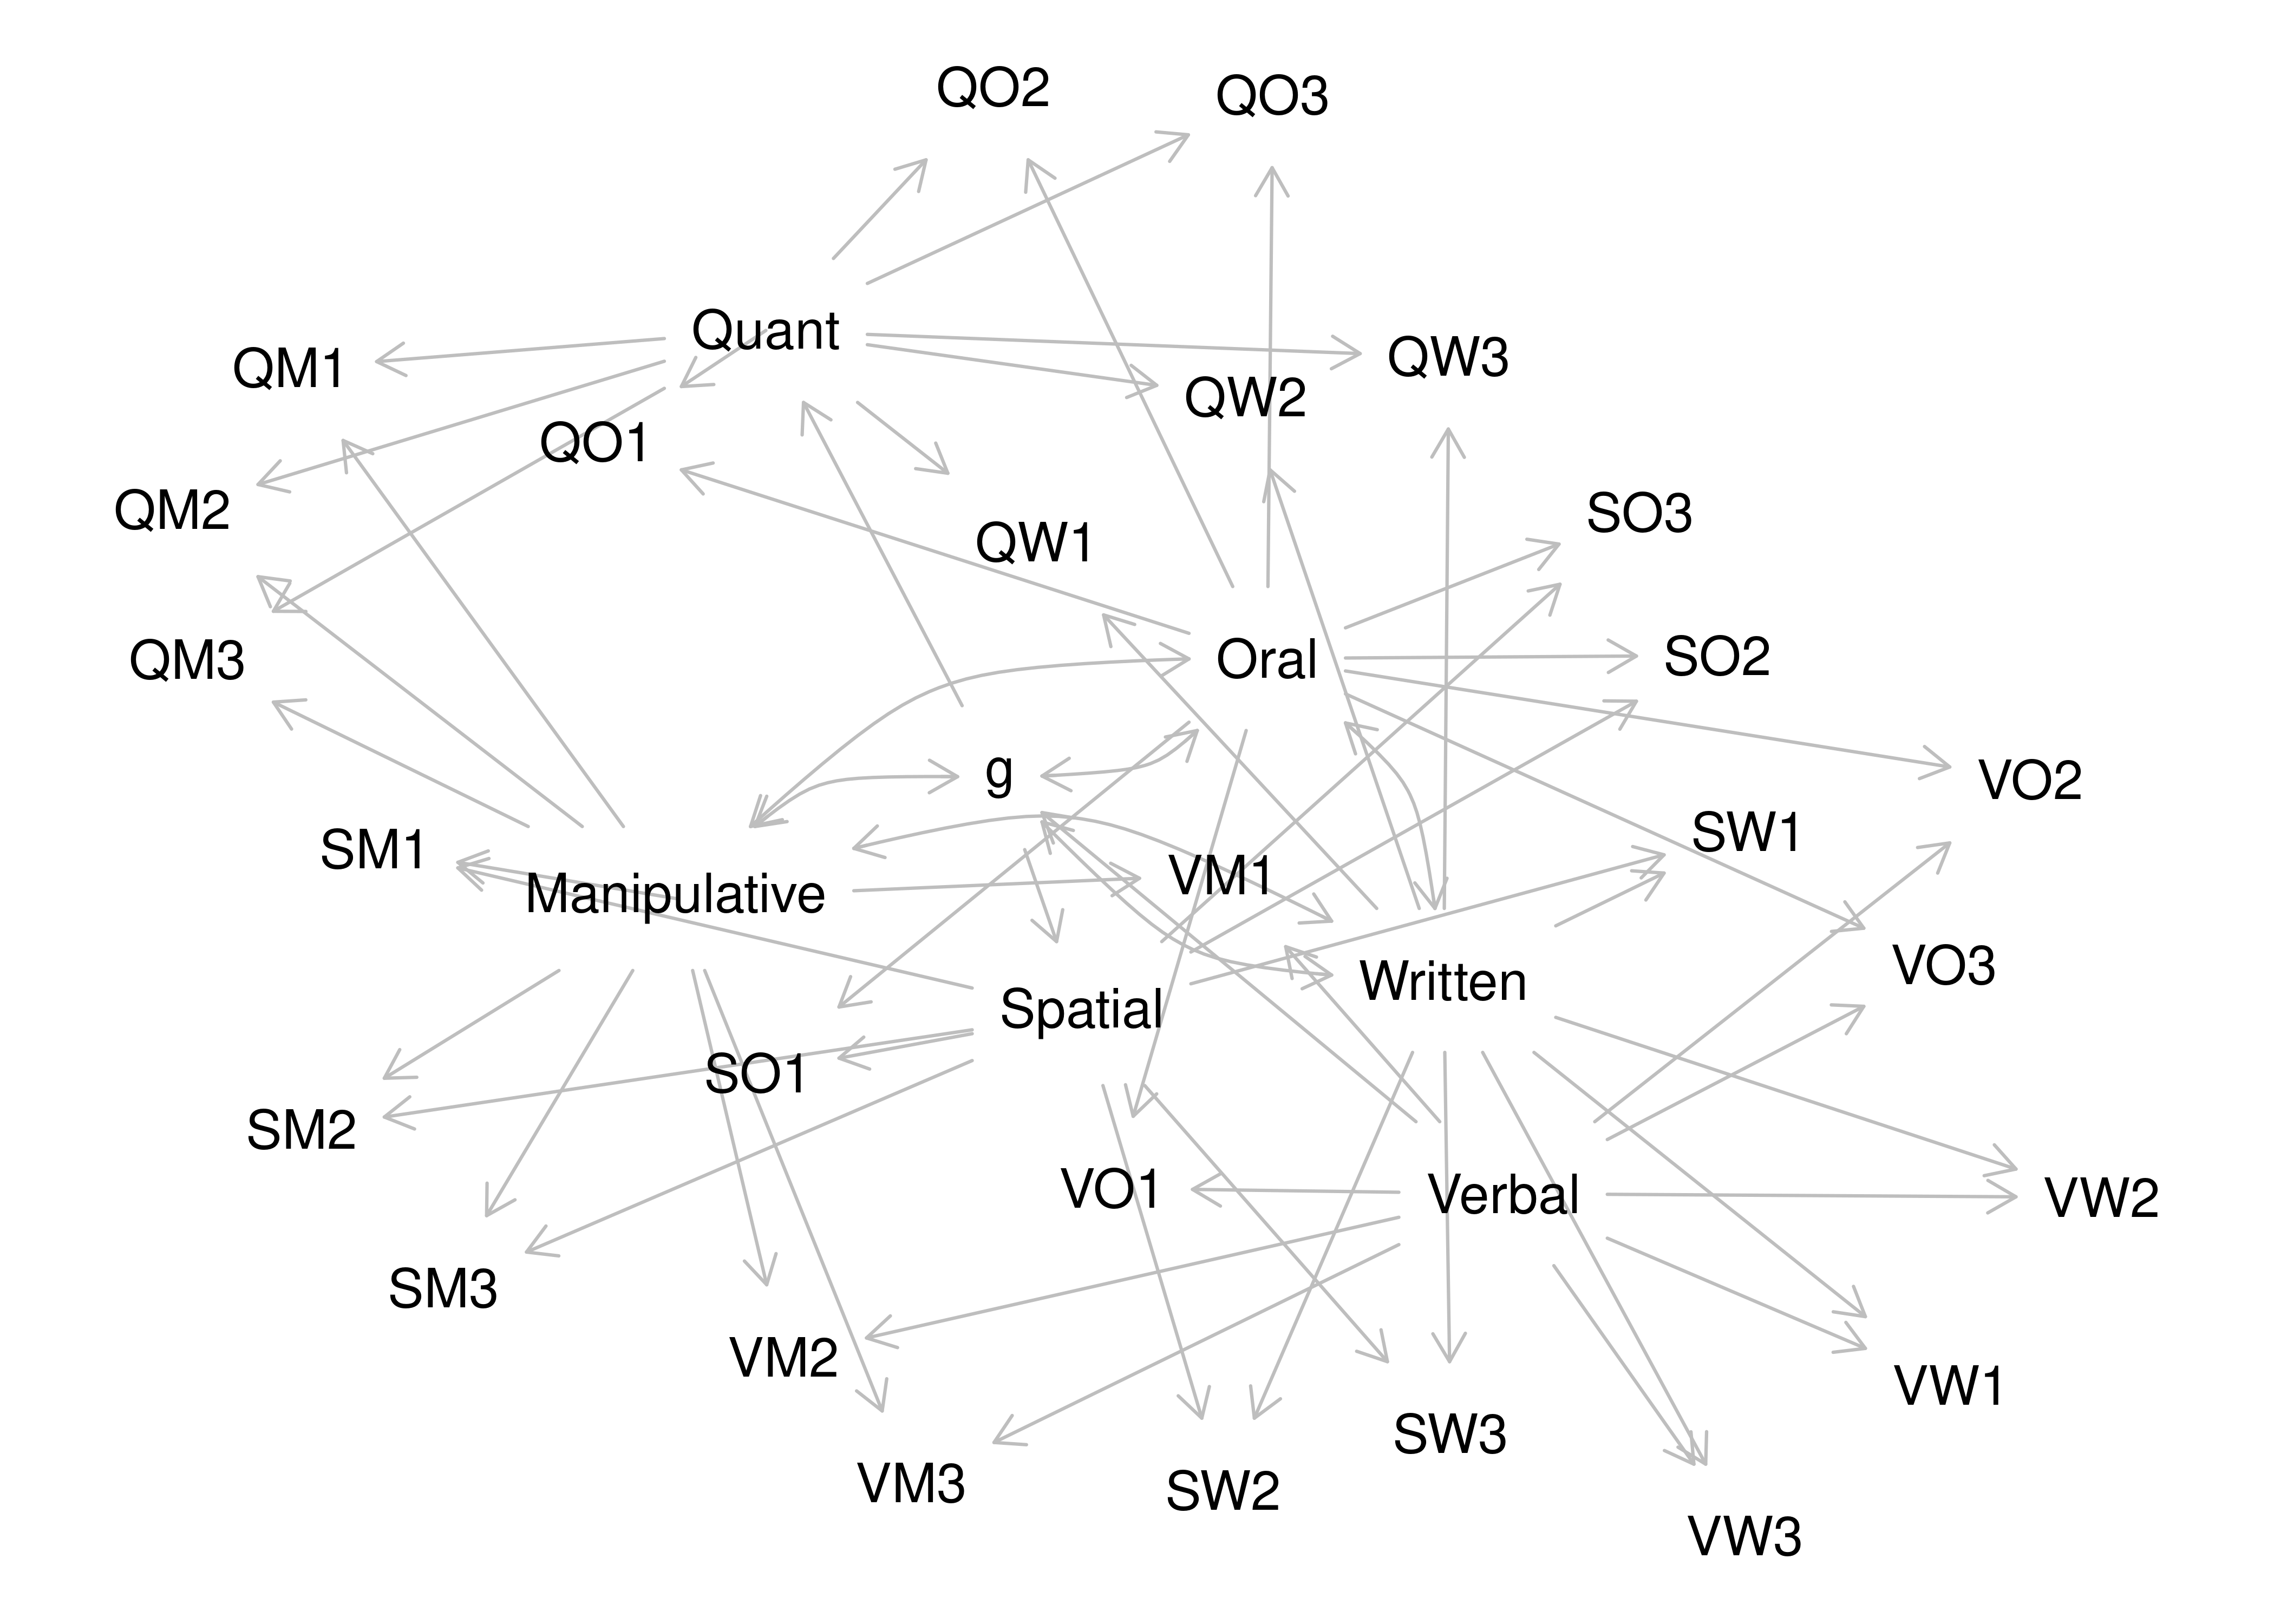 QO2
QO3
Quant
QM1
QW3
QW2
QO1
QM2
SO3
QW1
QM3
Oral
SO2
g
VO2
SW1
SM1
VM1
Manipulative
VO3
Written
Spatial
SO1
SM2
VO1
Verbal
VW2
SM3
VM2
VW1
SW3
VM3
SW2
VW3